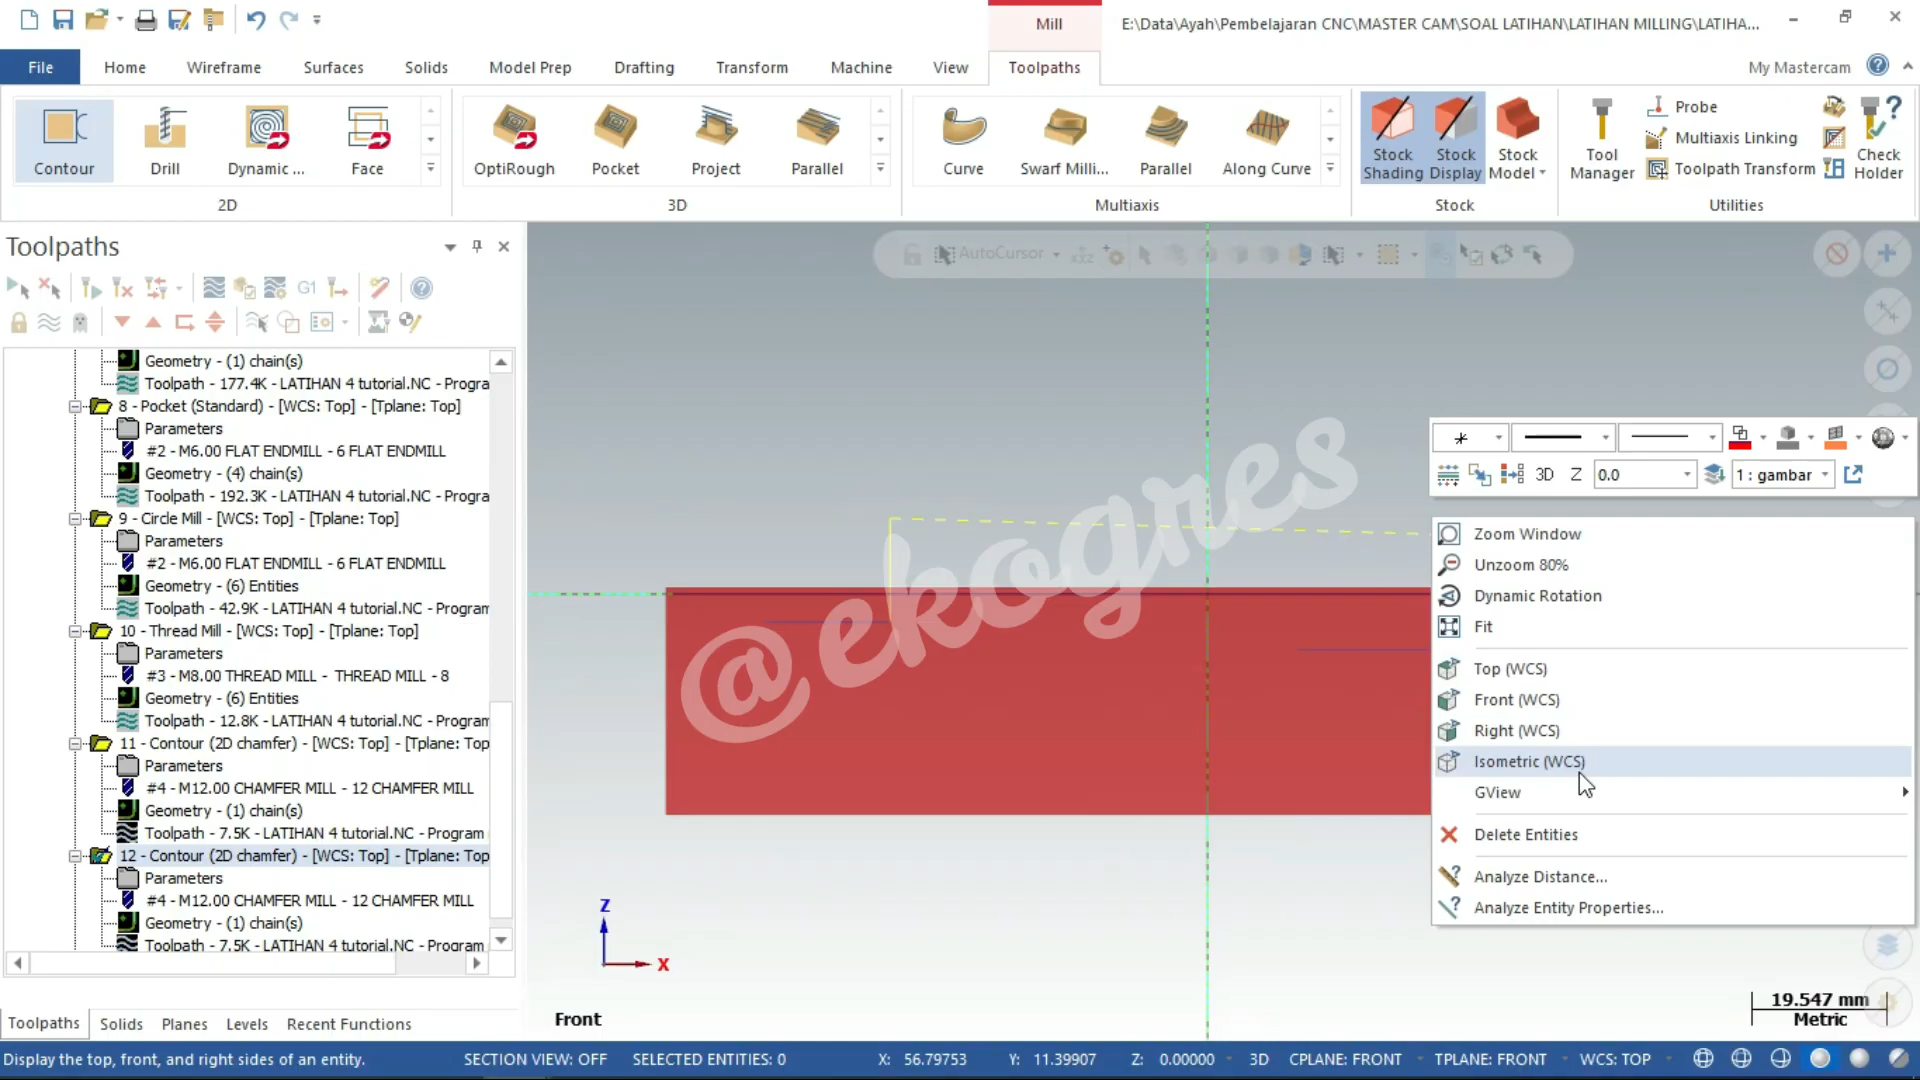 Mill
E:\Data\Ayah\Pembelajaran CNC\MASTER CAM\SOAL LATIHAN\LATIHAN MILLING\LATIHA...
File Home Wireframe Surfaces Solids Model Prep Drafting Transform Machine View Toolpaths My Mastercam
Contour Drill Dynamic ... Face
2D
OptiRough Pocket Project Parallel
3D
Curve Swarf Milli... Parallel Along Curve
Multiaxis
Stock Shading
Stock Display
Stock Model
Stock
Tool Manager
Probe
Multiaxis Linking
Toolpath Transform
Check Holder
Utilities
Toolpaths
G1
AutoCursor
Geometry - (1) chain(s)
Toolpath - 177.4K - LATIHAN 4 tutorial.NC - Progra
8 - Pocket (Standard) - [WCS: Top] - [Tplane: Top]
Parameters
#2 - M6.00 FLAT ENDMILL - 6 FLAT ENDMILL
Geometry - (4) chain(s)
Toolpath - 192.3K - LATIHAN 4 tutorial.NC - Progra
9 - Circle Mill - [WCS: Top] - [Tplane: Top]
Parameters
#2 - M6.00 FLAT ENDMILL - 6 FLAT ENDMILL
Geometry - (6) Entities
Toolpath - 42.9K - LATIHAN 4 tutorial.NC - Program
10 - Thread Mill - [WCS: Top] - [Tplane: Top]
Parameters
#3 - M8.00 THREAD MILL - THREAD MILL - 8
Geometry - (6) Entities
Toolpath - 12.8K - LATIHAN 4 tutorial.NC - Program
11 - Contour (2D chamfer) - [WCS: Top] - [Tplane: Top
Parameters
#4 - M12.00 CHAMFER MILL - 12 CHAMFER MILL
Geometry - (1) chain(s)
Toolpath - 7.5K - LATIHAN 4 tutorial.NC - Program
12 - Contour (2D chamfer) - [WCS: Top] - [Tplane: Top
Parameters
#4 - M12.00 CHAMFER MILL - 12 CHAMFER MILL
Geometry - (1) chain(s)
Toolpath - 7.5K - LATIHAN 4 tutorial.NC - Program
Toolpaths Solids Planes Levels Recent Functions
@ekogres
3D Z 0.0 1 : gambar
Zoom Window
Unzoom 80%
Dynamic Rotation
Fit
Top (WCS)
Front (WCS)
Right (WCS)
Isometric (WCS)
GView
Delete Entities
Analyze Distance...
Analyze Entity Properties...
Z
X
Front
19.547 mm
Metric
Display the top, front, and right sides of an entity. SECTION VIEW: OFF SELECTED ENTITIES: 0 X: 56.79753 Y: 11.39907 Z: 0.00000 3D CPLANE: FRONT TPLANE: FRONT WCS: TOP